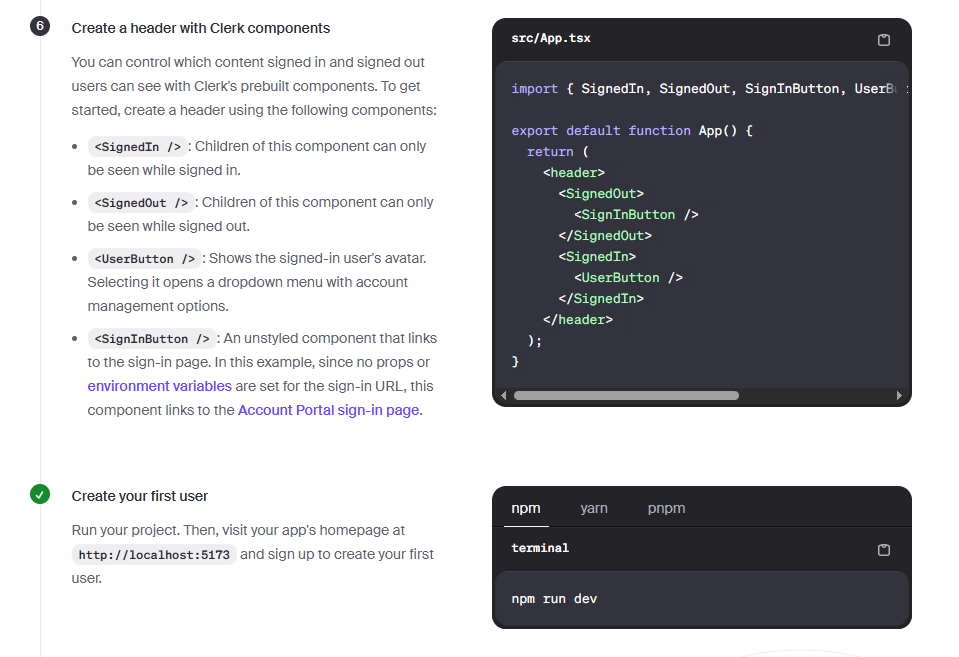 6
Create a header with Clerk components
You can control which content signed in and signed out
users can see with Clerk's prebuilt components. To get
started, create a header using the following components:
• <SignedIn />: Children of this component can only
be seen while signed in.
• <SignedOut />: Children of this component can only
be seen while signed out.
• <UserButton />: Shows the signed-in user's avatar.
Selecting it opens a dropdown menu with account
management options.
• <SignInButton />: An unstyled component that links
to the sign-in page. In this example, since no props or
environment variables are set for the sign-in URL, this
component links to the Account Portal sign-in page.
src/App.tsx
import { SignedIn, SignedOut, SignInButton, UserBu
export default function App() {
  return (
    <header>
      <SignedOut>
        <SignInButton />
      </SignedOut>
      <SignedIn>
        <UserButton />
      </SignedIn>
    </header>
  );
}
Create your first user
Run your project. Then, visit your app's homepage at
http://localhost:5173 and sign up to create your first
user.
npm yarn pnpm
terminal
npm run dev